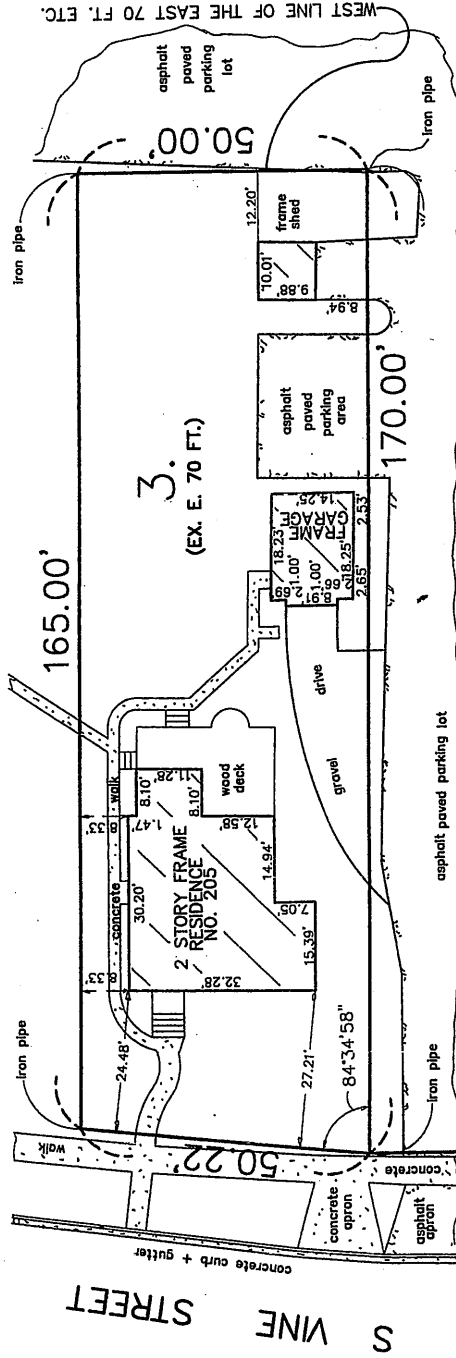 WEST LINE OF THE EAST 70 FT. ETC.
asphalt
paved
parking
lot
iron pipe
50.00'
iron pipe
12.20'
frame
shed
10.01'
9.88'
8.94'
asphalt
paved
parking
area
165.00'
3.
(EX. E. 70 FT.)
170.00'
FRAME
GARAGE
18.23'
14.25'
1.00'
2.69'
8.91'
1.00'
.66'
18.25'
2.53'
2.65'
drive
gravel
asphalt paved parking lot
walk
concrete
8.33'
8.33'
1.47'
8.10'
11.28'
8.10'
wood
deck
30.20'
2 STORY FRAME
RESIDENCE
NO. 205
12.58'
14.94'
7.05'
15.39'
32.28'
24.48'
27.21'
84°34'58"
iron pipe
iron pipe
50.22'
walk
concrete
concrete
apron
asphalt
apron
concrete curb + gutter
S VINE STREET